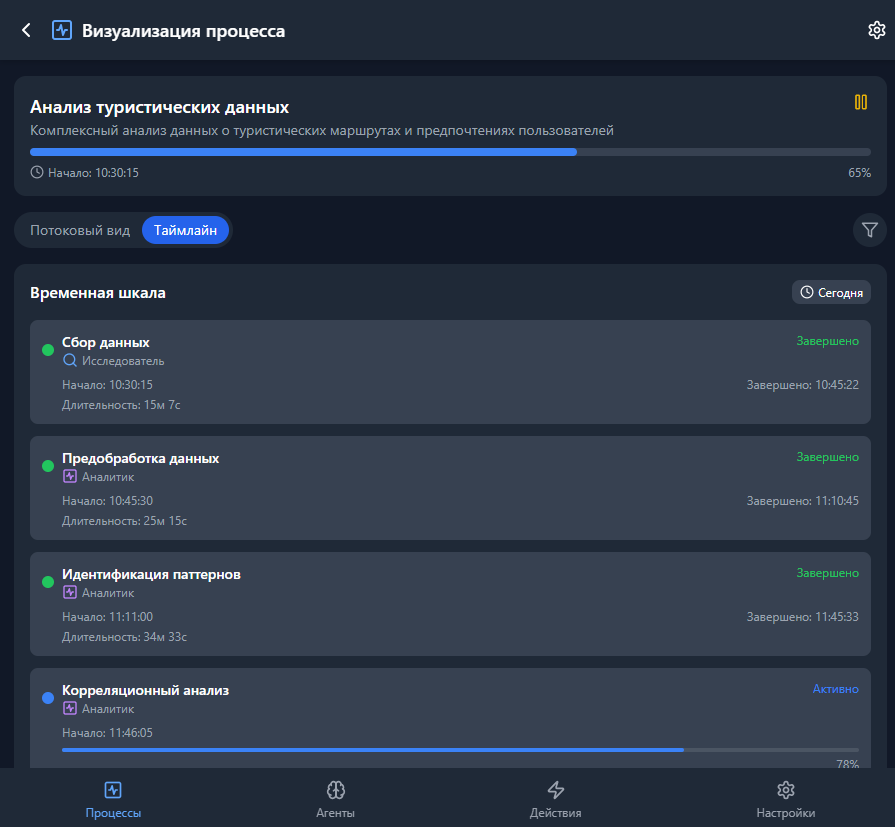 Визуализация процесса
Анализ туристических данных
Комплексный анализ данных о туристических маршрутах и предпочтениях пользователей
Начало: 10:30:15
65%
Потоковый вид
Таймлайн
Временная шкала
Сегодня
Сбор данных
Завершено
Исследователь
Начало: 10:30:15
Завершено: 10:45:22
Длительность: 15м 7с
Предобработка данных
Завершено
Аналитик
Начало: 10:45:30
Завершено: 11:10:45
Длительность: 25м 15с
Идентификация паттернов
Завершено
Аналитик
Начало: 11:11:00
Завершено: 11:45:33
Длительность: 34м 33с
Корреляционный анализ
Активно
Аналитик
Начало: 11:46:05
78%
Процессы
Агенты
Действия
Настройки